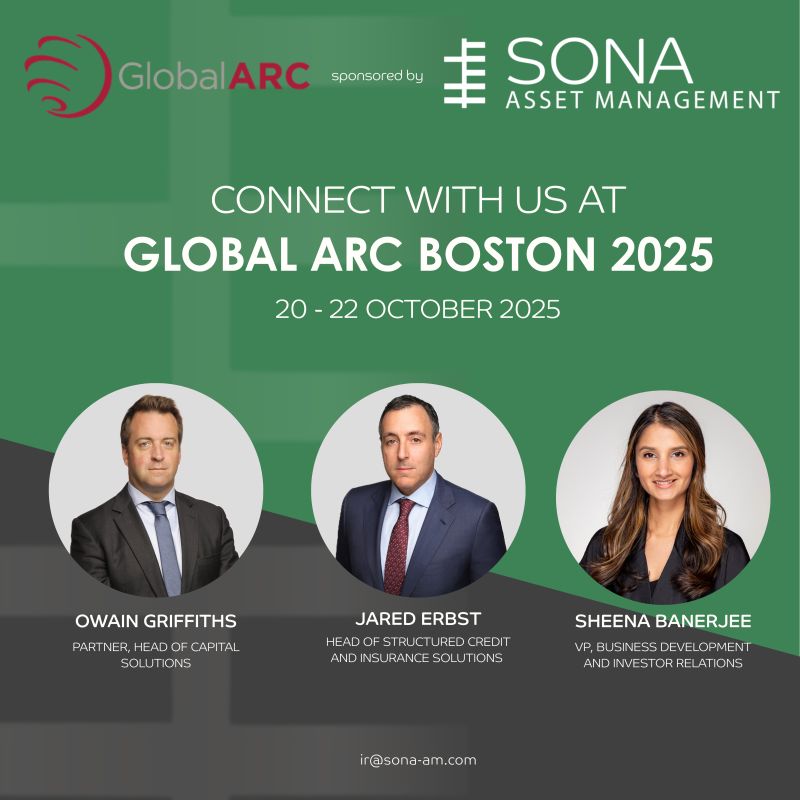 GlobalARC sponsored by SONA
ASSET MANAGEMENT
CONNECT WITH US AT
GLOBAL ARC BOSTON 2025
20 - 22 OCTOBER 2025
OWAIN GRIFFITHS
PARTNER, HEAD OF CAPITAL
SOLUTIONS
JARED ERBST
HEAD OF STRUCTURED CREDIT
AND INSURANCE SOLUTIONS
SHEENA BANERJEE
VP, BUSINESS DEVELOPMENT
AND INVESTOR RELATIONS
ir@sona-am.com